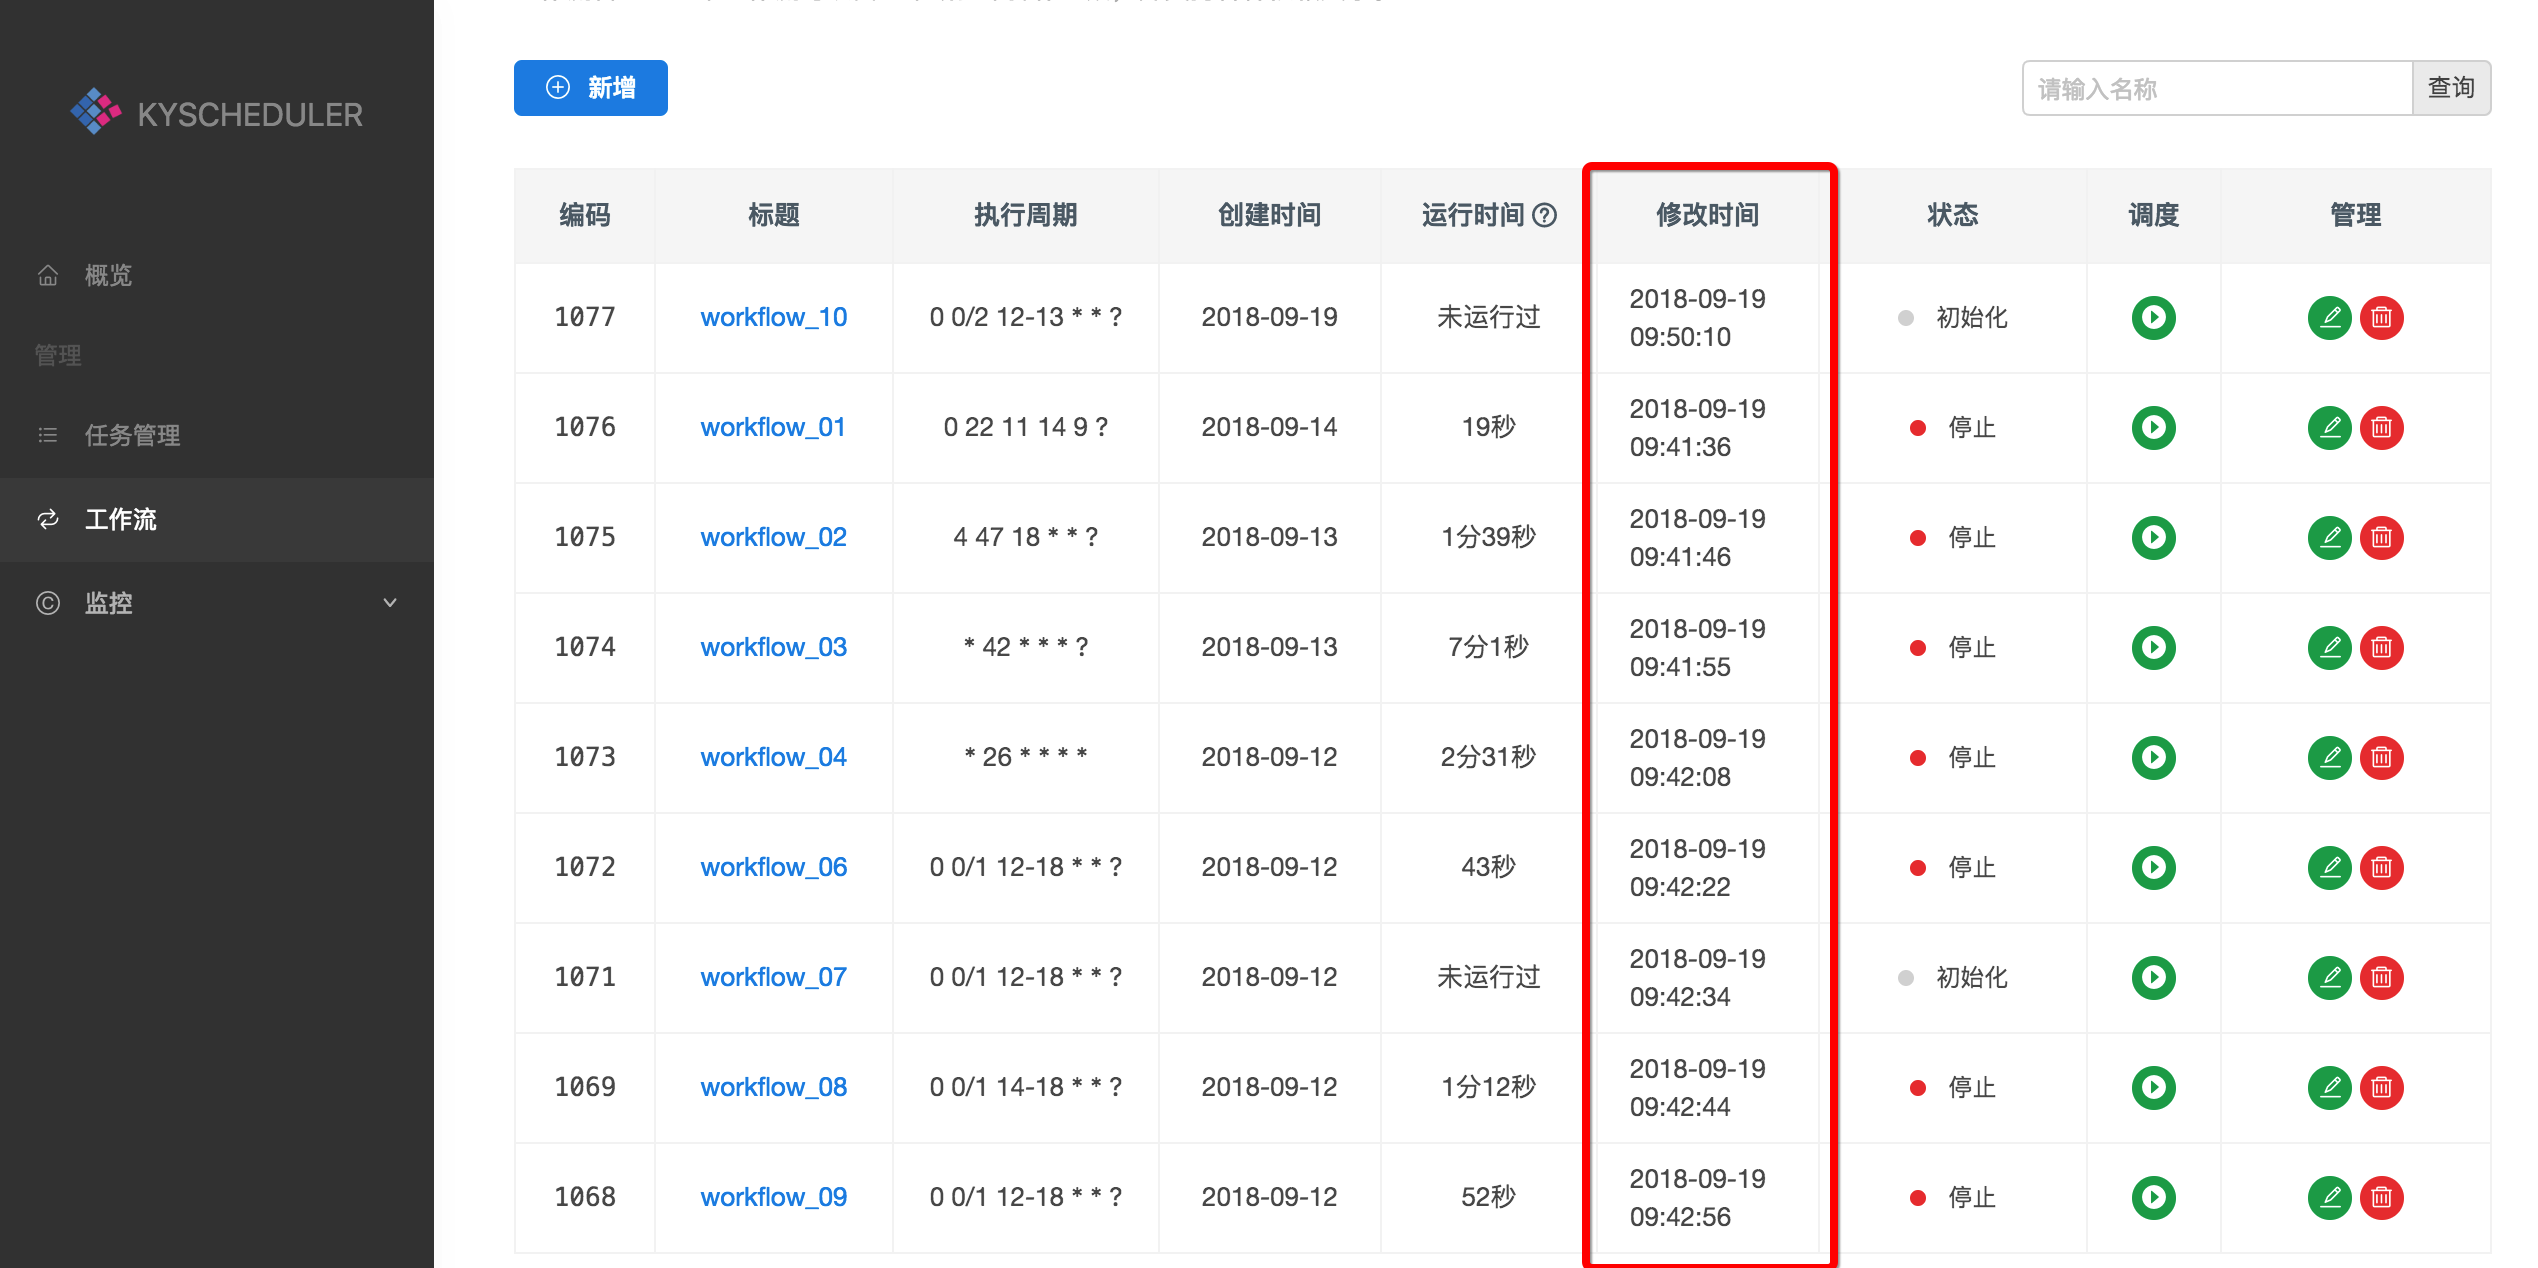 KYSCHEDULER
概览
管理
任务管理
工作流
监控
新增
请输入名称 查询
编码 标题 执行周期 创建时间 运行时间 修改时间 状态 调度 管理
1077 workflow_10 0 0/2 12-13 * * ? 2018-09-19 未运行过 2018-09-19 09:50:10 初始化
1076 workflow_01 0 22 11 14 9 ? 2018-09-14 19秒 2018-09-19 09:41:36 停止
1075 workflow_02 4 47 18 * * ? 2018-09-13 1分39秒 2018-09-19 09:41:46 停止
1074 workflow_03 * 42 * * * ? 2018-09-13 7分1秒 2018-09-19 09:41:55 停止
1073 workflow_04 * 26 * * * * 2018-09-12 2分31秒 2018-09-19 09:42:08 停止
1072 workflow_06 0 0/1 12-18 * * ? 2018-09-12 43秒 2018-09-19 09:42:22 停止
1071 workflow_07 0 0/1 12-18 * * ? 2018-09-12 未运行过 2018-09-19 09:42:34 初始化
1069 workflow_08 0 0/1 14-18 * * ? 2018-09-12 1分12秒 2018-09-19 09:42:44 停止
1068 workflow_09 0 0/1 12-18 * * ? 2018-09-12 52秒 2018-09-19 09:42:56 停止